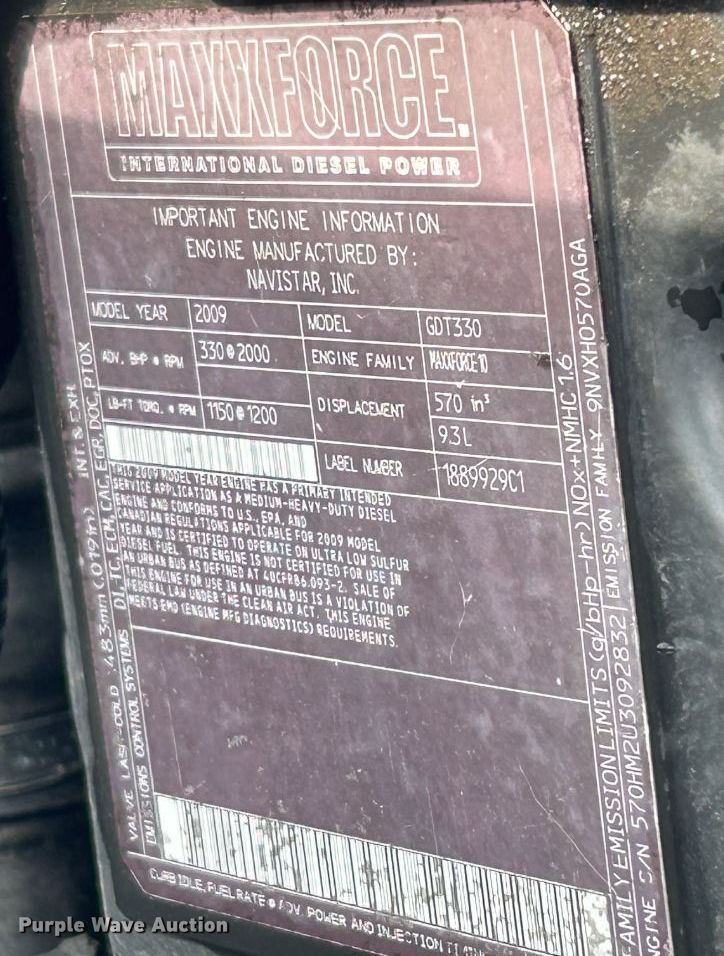 MAXXFORCE.
INTERNATIONAL DIESEL POWER
IMPORTANT ENGINE INFORMATION
ENGINE MANUFACTURED BY:
NAVISTAR, INC.
MODEL YEAR 2009 MODEL GDT330
ADV. BHP @ RPM 330 @ 2000 ENGINE FAMILY MAXXFORCE 10
LB-FT TORQ. @ RPM 1150 @ 1200 DISPLACEMENT 570 in³
9.3L
LABEL NUMBER 1889929C1
THIS 2009 MODEL YEAR ENGINE HAS A PRIMARY INTENDED
SERVICE APPLICATION AS A MEDIUM-HEAVY-DUTY DIESEL
ENGINE AND CONFORMS TO U.S. EPA, AND
CANADIAN REGULATIONS APPLICABLE FOR 2009 MODEL
YEAR AND IS CERTIFIED TO OPERATE ON ULTRA LOW SULFUR
DIESEL FUEL. THIS ENGINE IS NOT CERTIFIED FOR USE IN
AN URBAN BUS AS DEFINED AT 40CFR86.093-2. SALE OF
THIS ENGINE FOR USE IN AN URBAN BUS IS A VIOLATION OF
FEDERAL LAW UNDER THE CLEAN AIR ACT. THIS ENGINE
MEETS EMD (ENGINE MFG DIAGNOSTICS) REQUIREMENTS.
VALVE LASH-COLD .483mm (.019in) INT. & EXH.
EMISSIONS CONTROL SYSTEMS DI, TC, ECM, CAC, EGR, DOC, PTOX
FAMILY EMISSION LIMITS (g/bHp-hr) NOx+NMHC 1.6
ENGINE S/N 570HM2U3092832 EMISSION FAMILY 9NVXH0570AGA
CURB IDLE, FUEL RATE @ ADV. POWER AND INJECTION
Purple Wave Auction